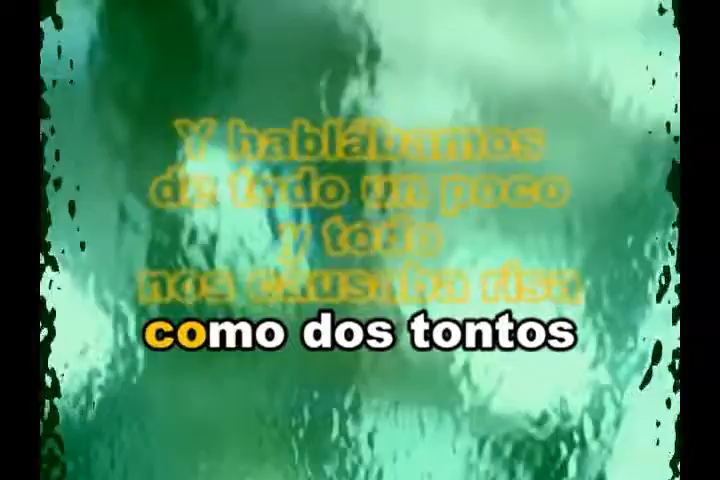 Y hablábamos
de todo un poco
y todo
nos causaba risa
como dos tontos